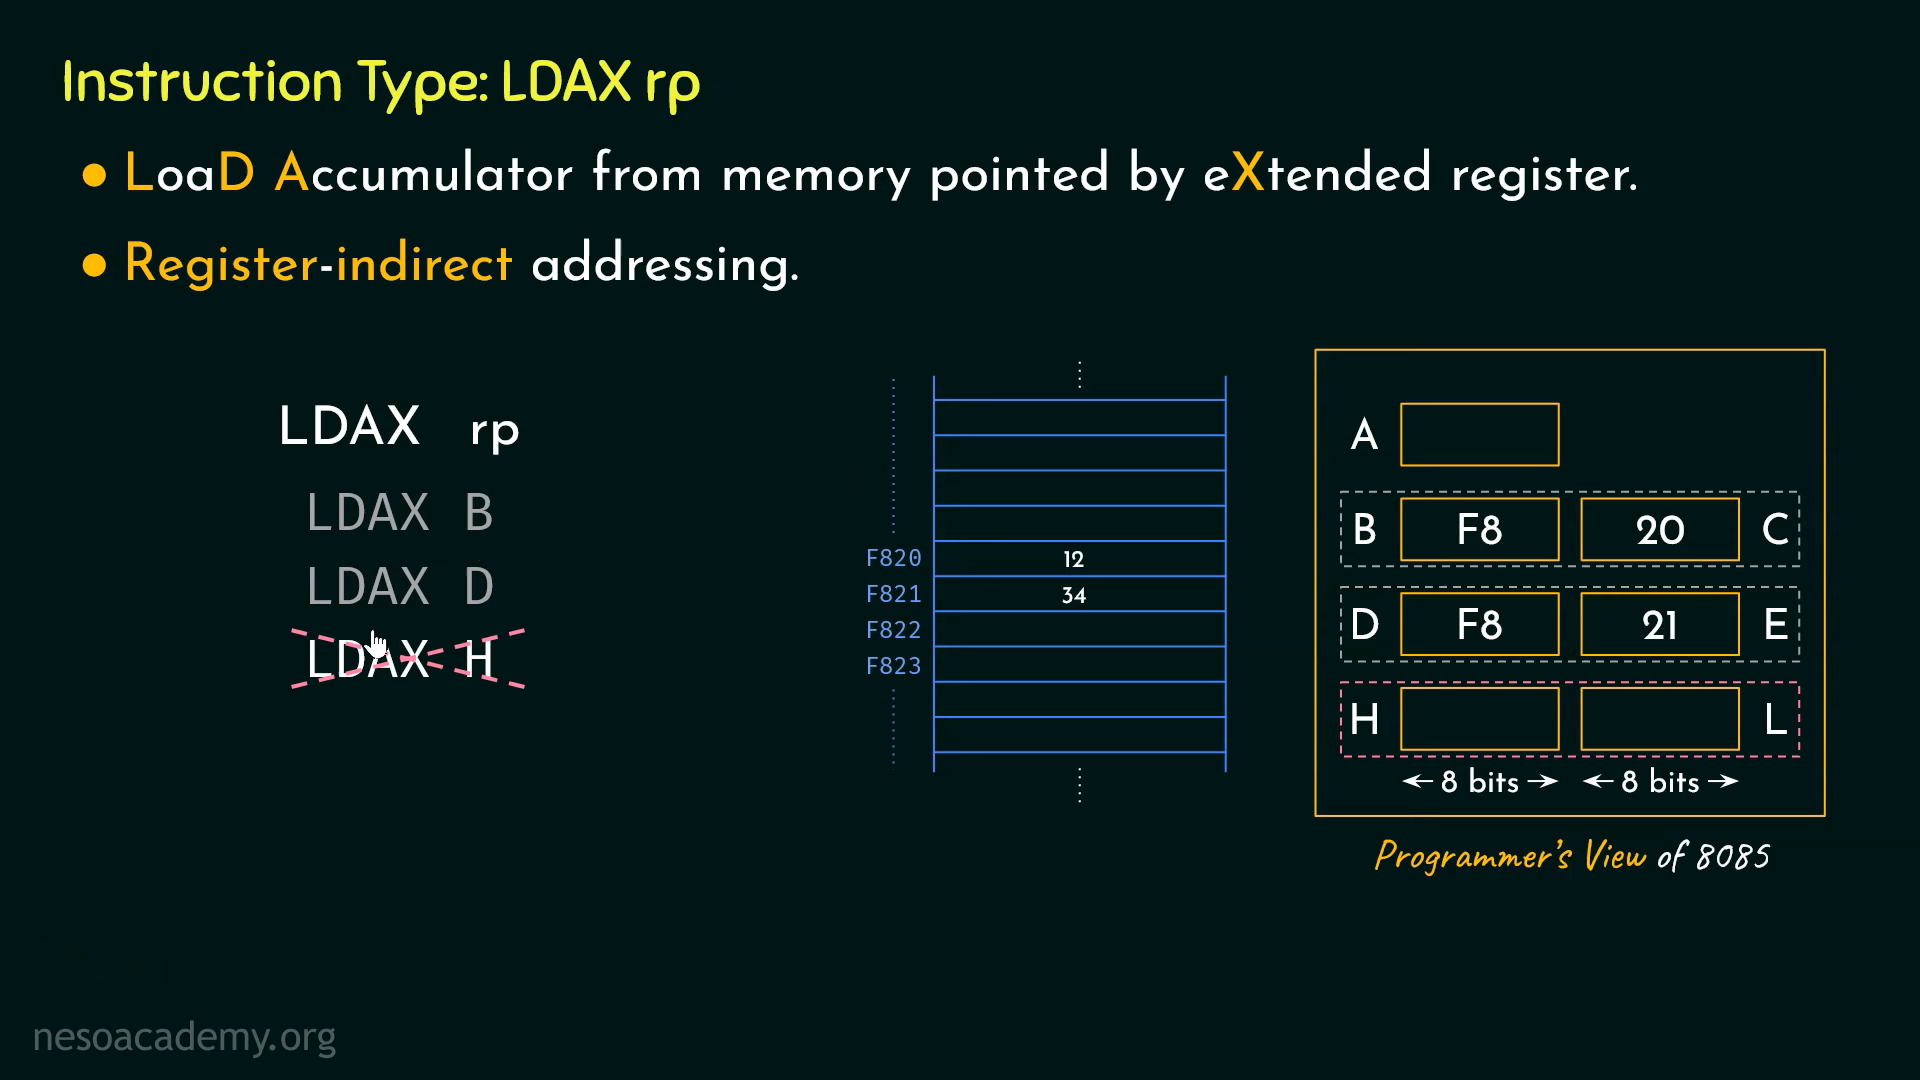 Instruction Type: LDAX rp
● LoaD Accumulator from memory pointed by eXtended register.
● Register-indirect addressing.
LDAX rp
LDAX B
LDAX D
LDAX H
F820 12
F821 34
F822
F823
A
B F8 20 C
D F8 21 E
H L
← 8 bits → ← 8 bits →
Programmer's View of 8085
nesoacademy.org